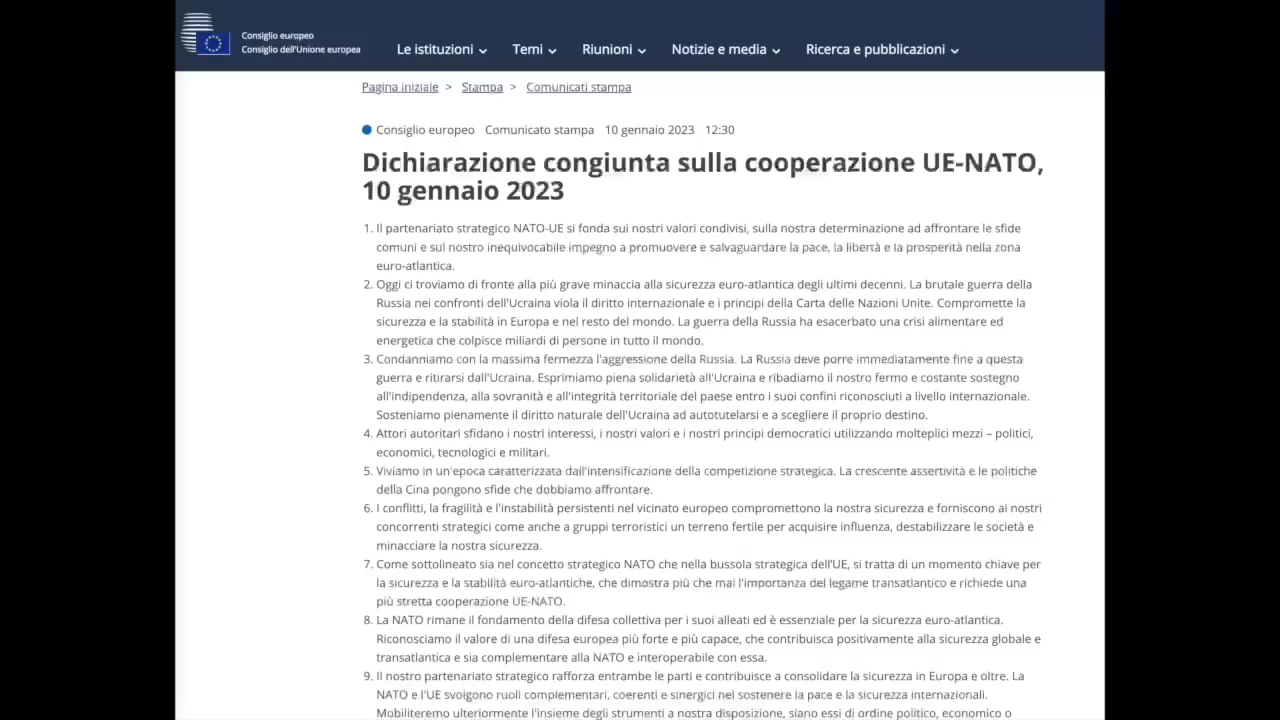 Consiglio europeo
Consiglio dell'Unione europea
Le istituzioni
Temi
Riunioni
Notizie e media
Ricerca e pubblicazioni
Pagina iniziale > Stampa > Comunicati stampa
Consiglio europeo Comunicato stampa 10 gennaio 2023 12:30
Dichiarazione congiunta sulla cooperazione UE-NATO,
10 gennaio 2023
1. Il partenariato strategico NATO-UE si fonda sui nostri valori condivisi, sulla nostra determinazione ad affrontare le sfide
comuni e sul nostro inequivocabile impegno a promuovere e salvaguardare la pace, la libertà e la prosperità nella zona
euro-atlantica.
2. Oggi ci troviamo di fronte alla più grave minaccia alla sicurezza euro-atlantica degli ultimi decenni. La brutale guerra della
Russia nei confronti dell'Ucraina viola il diritto internazionale e i principi della Carta delle Nazioni Unite. Compromette la
sicurezza e la stabilità in Europa e nel resto del mondo. La guerra della Russia ha esacerbato una crisi alimentare ed
energetica che colpisce miliardi di persone in tutto il mondo.
3. Condanniamo con la massima fermezza l'aggressione della Russia. La Russia deve porre immediatamente fine a questa
guerra e ritirarsi dall'Ucraina. Esprimiamo piena solidarietà all'Ucraina e ribadiamo il nostro fermo e costante sostegno
all'indipendenza, alla sovranità e all'integrità territoriale del paese entro i suoi confini riconosciuti a livello internazionale.
Sosteniamo pienamente il diritto naturale dell'Ucraina ad autotutelarsi e a scegliere il proprio destino.
4. Attori autoritari sfidano i nostri interessi, i nostri valori e i nostri principi democratici utilizzando molteplici mezzi – politici,
economici, tecnologici e militari.
5. Viviamo in un'epoca caratterizzata dall'intensificazione della competizione strategica. La crescente assertività e le politiche
della Cina pongono sfide che dobbiamo affrontare.
6. I conflitti, la fragilità e l'instabilità persistenti nel vicinato europeo compromettono la nostra sicurezza e forniscono ai nostri
concorrenti strategici come anche a gruppi terroristici un terreno fertile per acquisire influenza, destabilizzare le società e
minacciare la nostra sicurezza.
7. Come sottolineato sia nel concetto strategico NATO che nella bussola strategica dell'UE, si tratta di un momento chiave per
la sicurezza e la stabilità euro-atlantiche, che dimostra più che mai l'importanza del legame transatlantico e richiede una
più stretta cooperazione UE-NATO.
8. La NATO rimane il fondamento della difesa collettiva per i suoi alleati ed è essenziale per la sicurezza euro-atlantica.
Riconosciamo il valore di una difesa europea più forte e più capace, che contribuisca positivamente alla sicurezza globale e
transatlantica e sia complementare alla NATO e interoperabile con essa.
9. Il nostro partenariato strategico rafforza entrambe le parti e contribuisce a consolidare la sicurezza in Europa e oltre. La
NATO e l'UE svolgono ruoli complementari, coerenti e sinergici nel sostenere la pace e la sicurezza internazionali.
Mobiliteremo ulteriormente l'insieme degli strumenti a nostra disposizione, siano essi di ordine politico, economico o